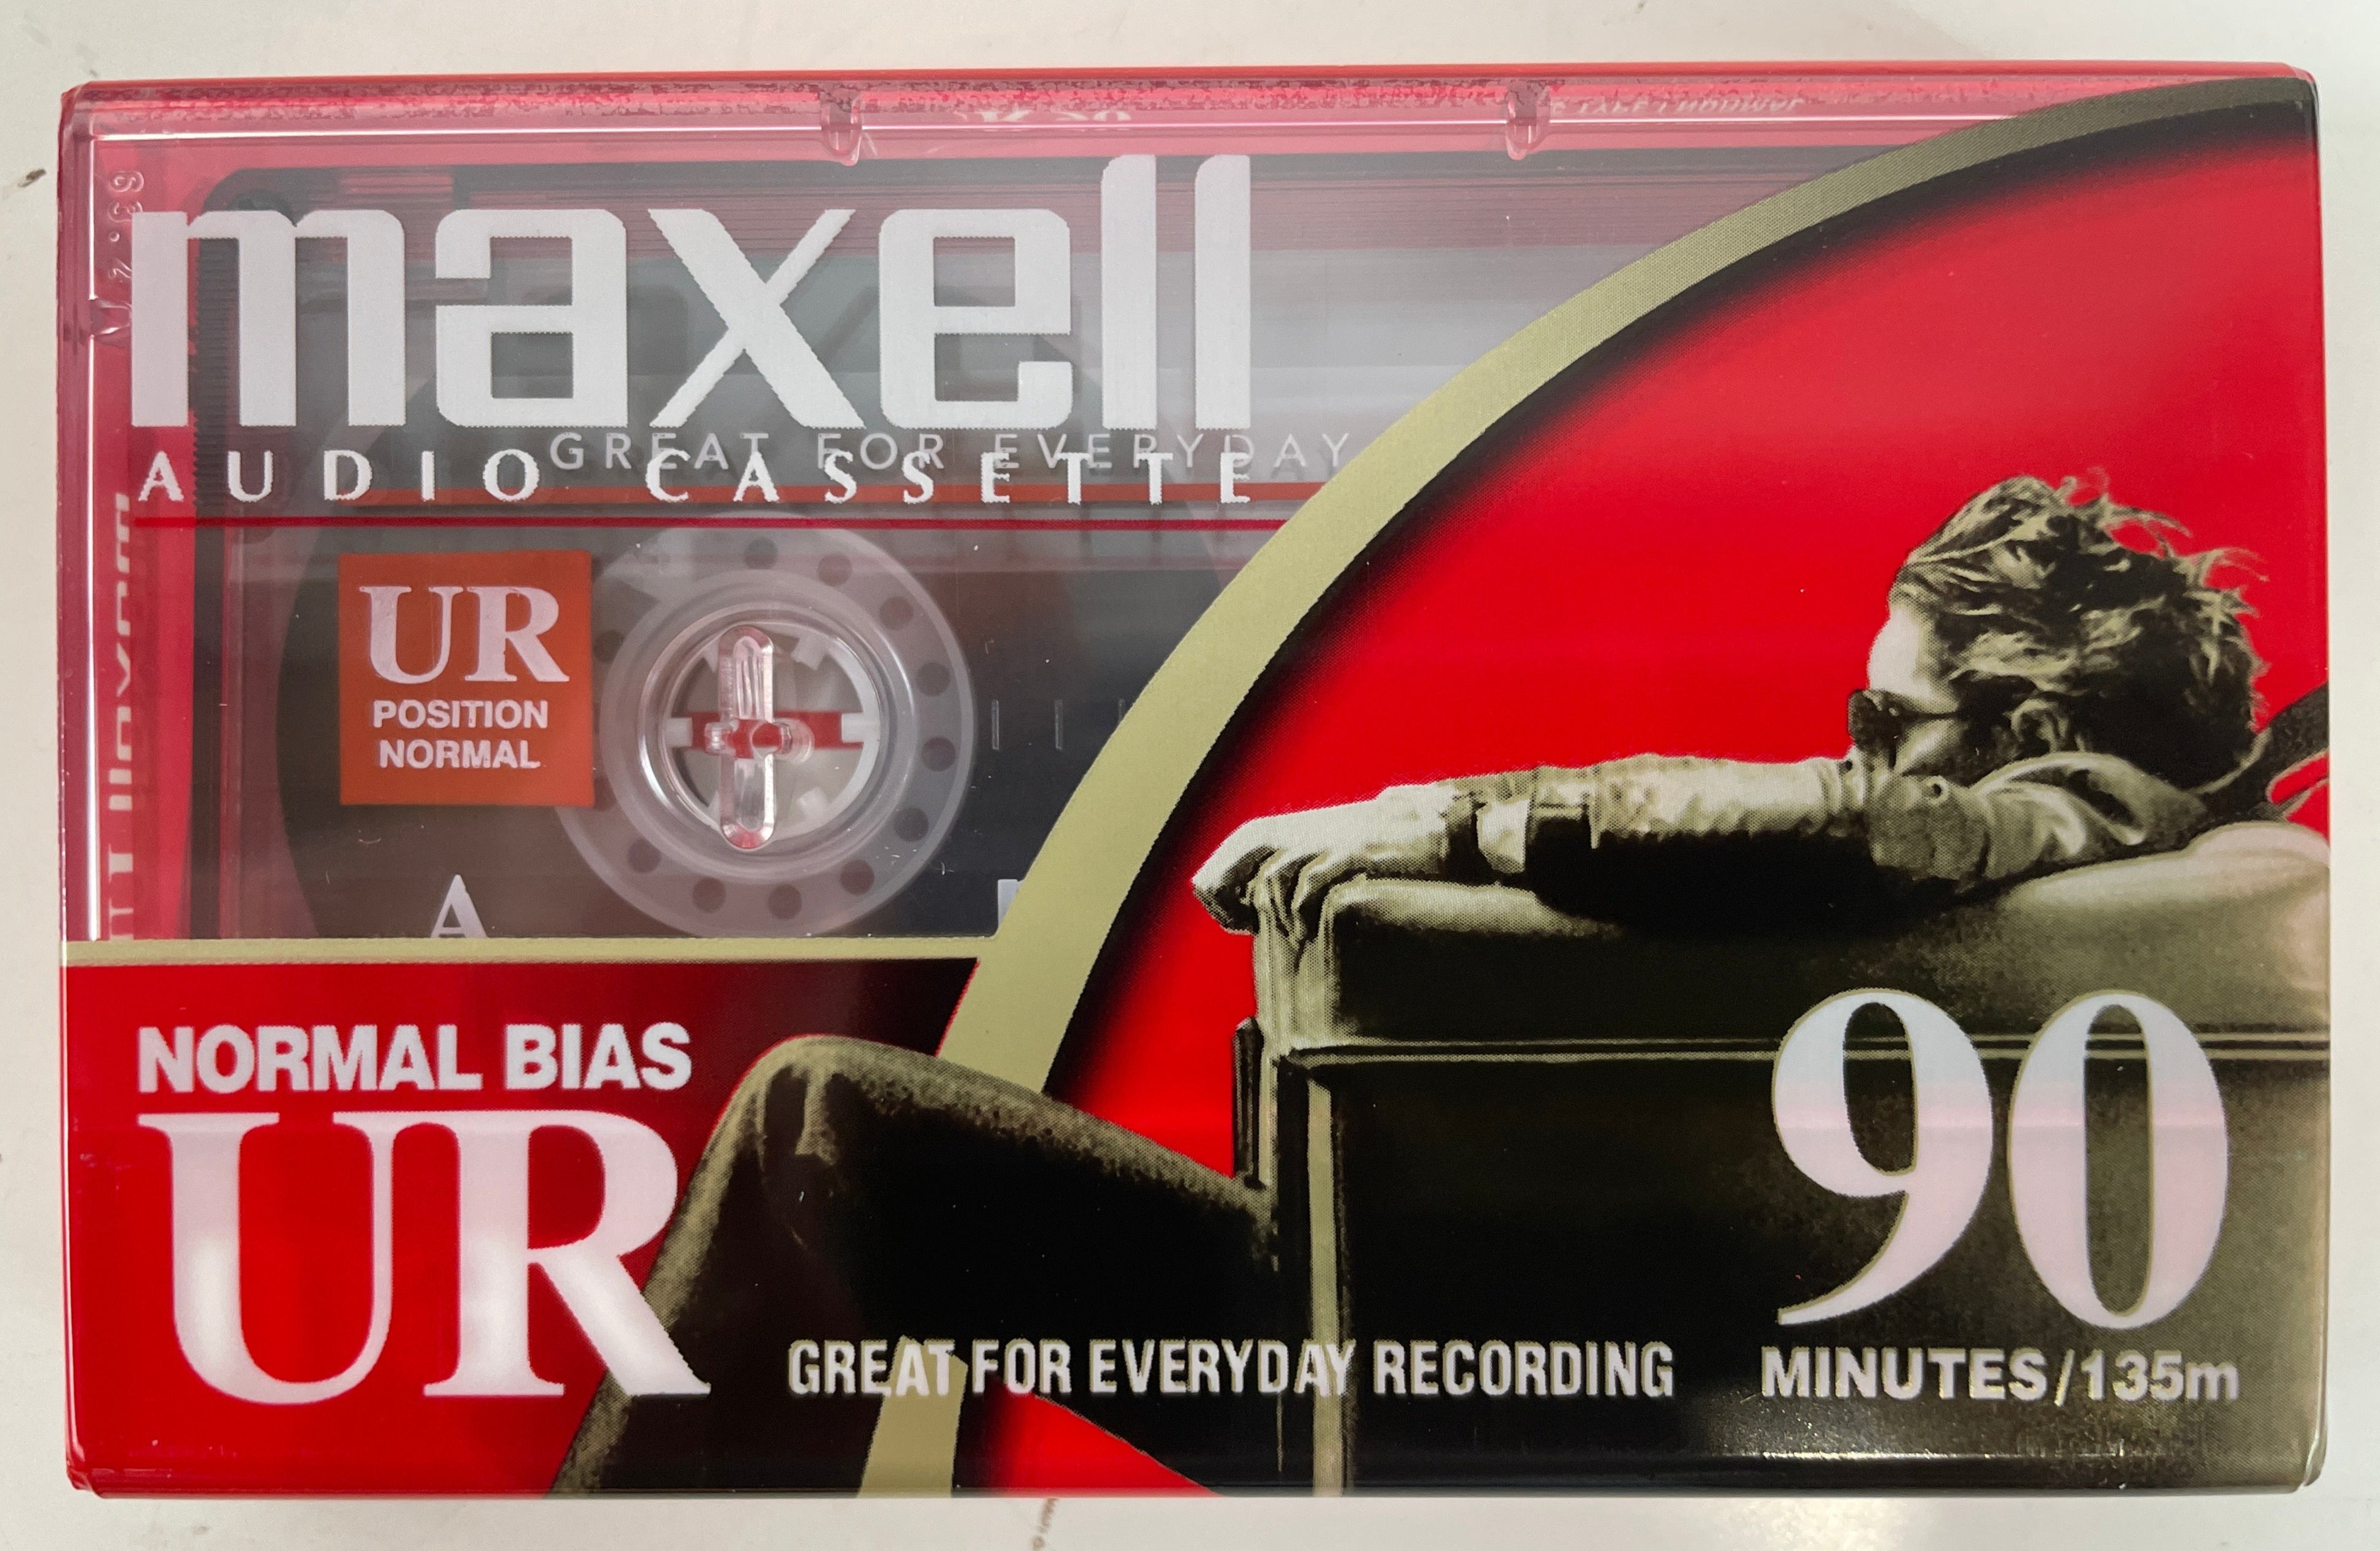 maxell
GREAT FOR EVERYDAY
AUDIO CASSETTE
UR
POSITION
NORMAL
A
NORMAL BIAS
UR
GREAT FOR EVERYDAY RECORDING
90
MINUTES/135m
maxell